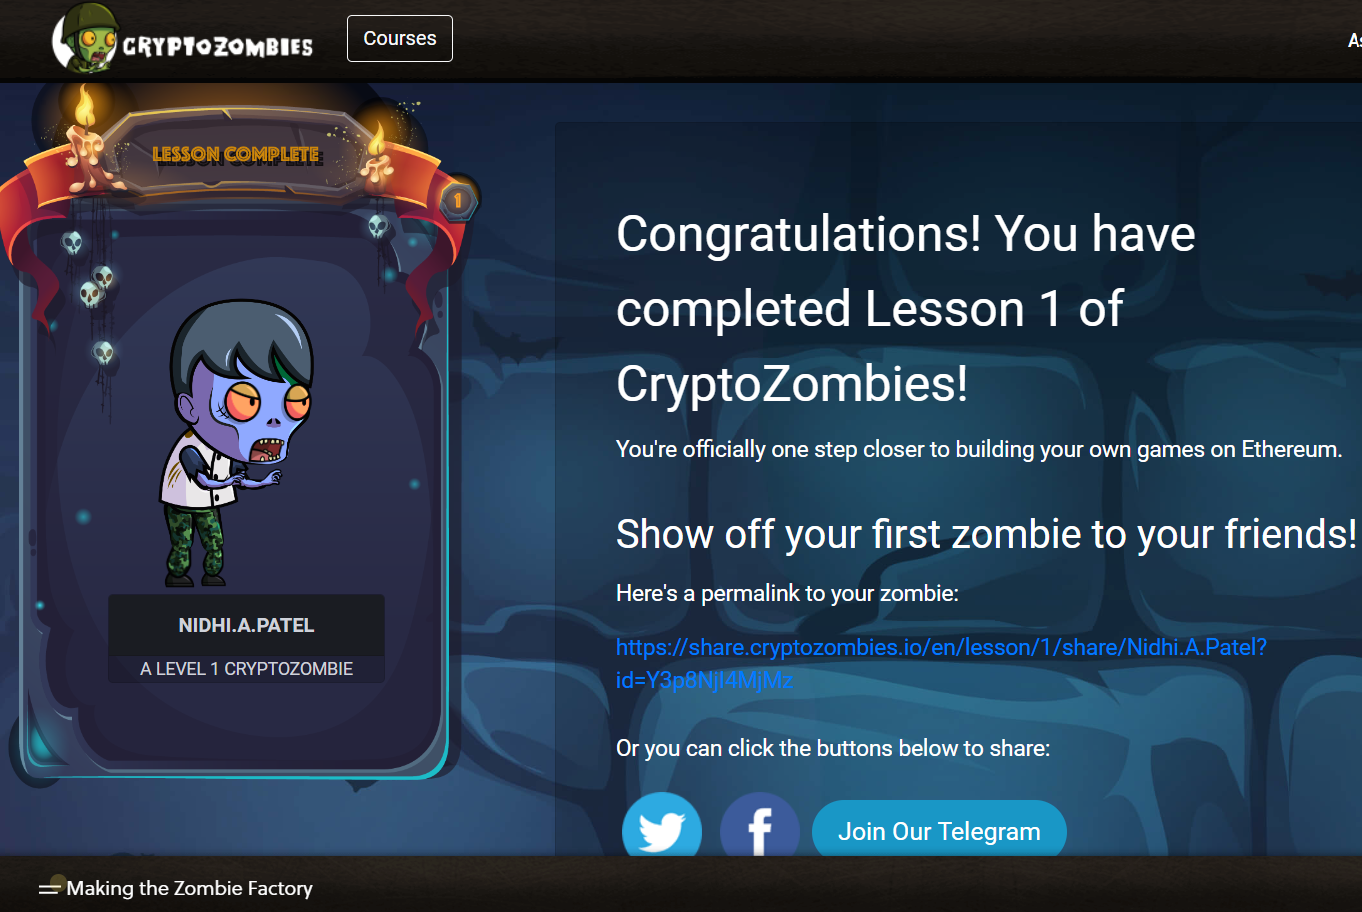 CRYPTOZOMBIES
Courses
LESSON COMPLETE
1
NIDHI.A.PATEL
A LEVEL 1 CRYPTOZOMBIE
Congratulations! You have
completed Lesson 1 of
CryptoZombies!
You're officially one step closer to building your own games on Ethereum.
Show off your first zombie to your friends!
Here's a permalink to your zombie:
https://share.cryptozombies.io/en/lesson/1/share/Nidhi.A.Patel?
id=Y3p8NjI4MjMz
Or you can click the buttons below to share:
Join Our Telegram
Making the Zombie Factory